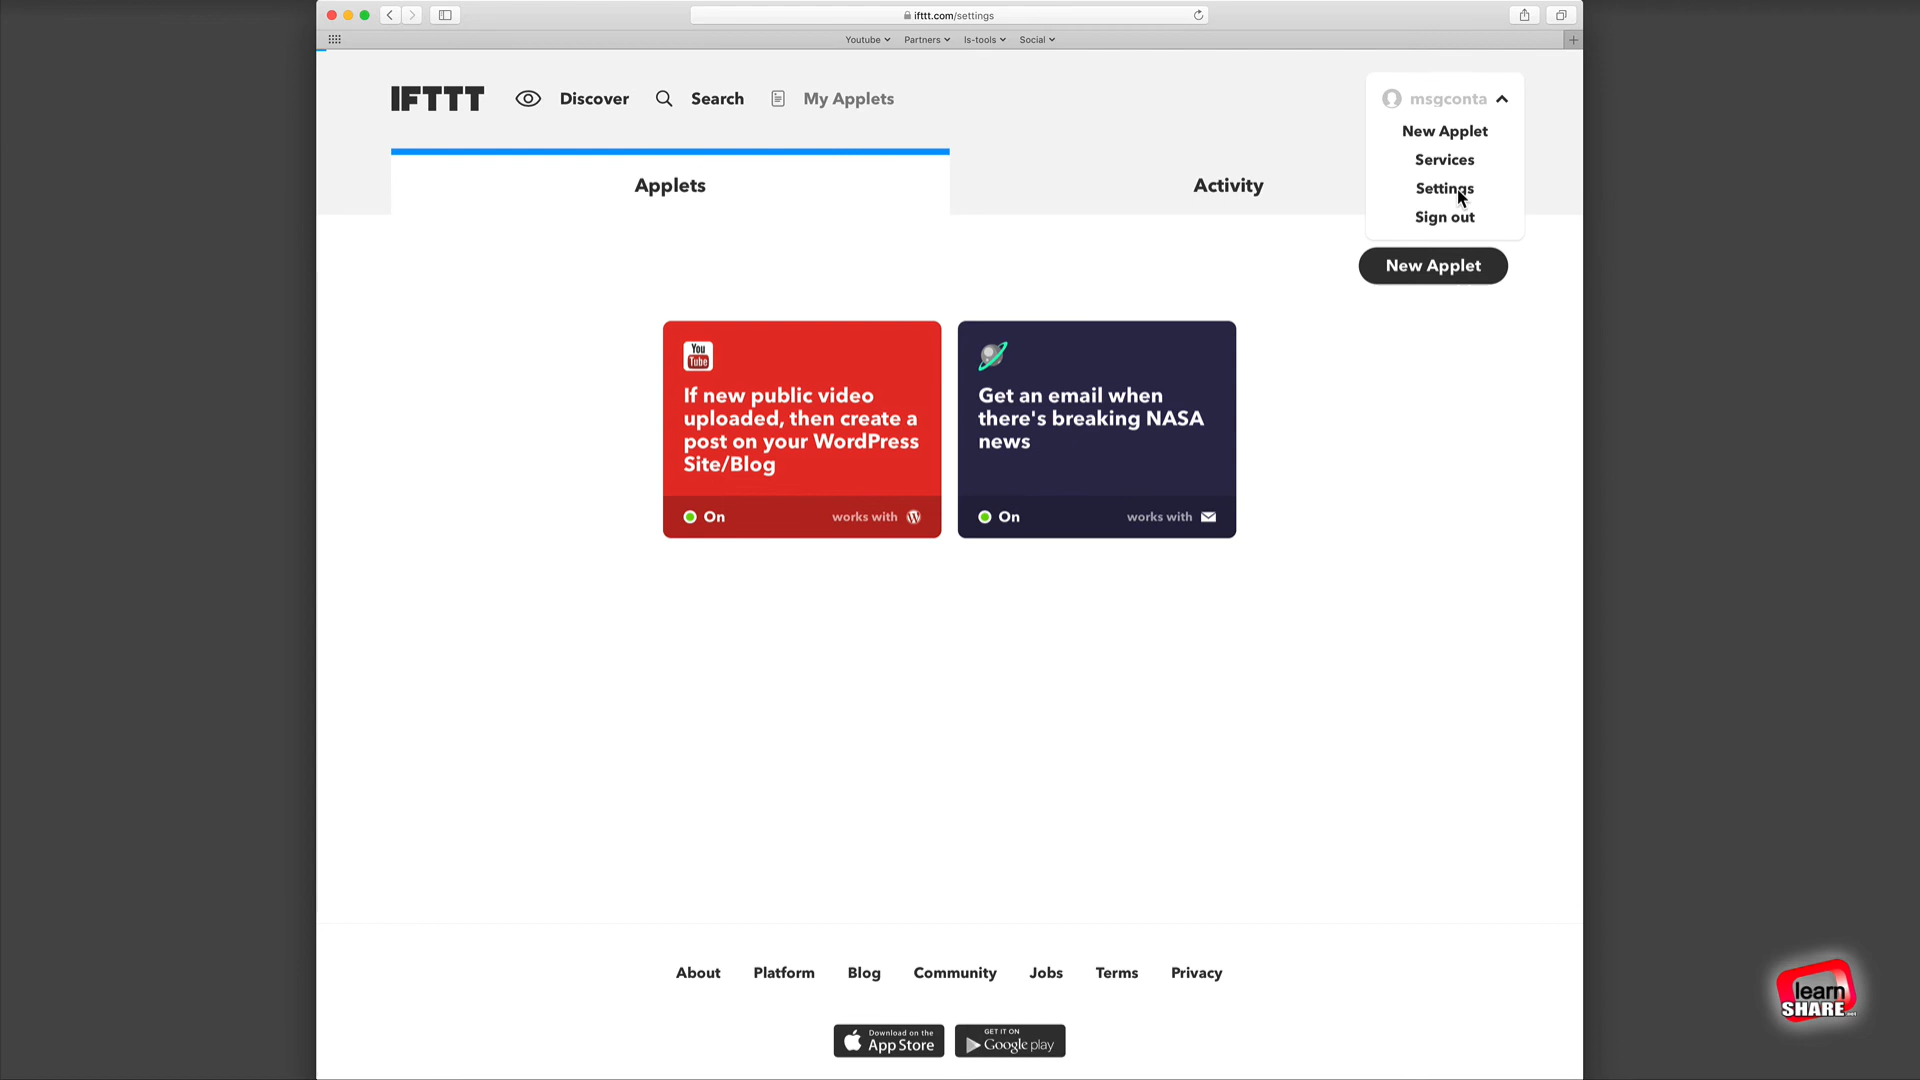 ifttt.com/settings
Youtube Partners ls-tools Social
IFTTT Discover Search My Applets
msgconta
New Applet
Services
Settings
Sign out
Applets Activity
New Applet
You
Tube
If new public video
uploaded, then create a
post on your WordPress
Site/Blog
On works with
Get an email when
there's breaking NASA
news
On works with
About Platform Blog Community Jobs Terms Privacy
Download on the
App Store
GET IT ON
Google play
learn
SHARE.net